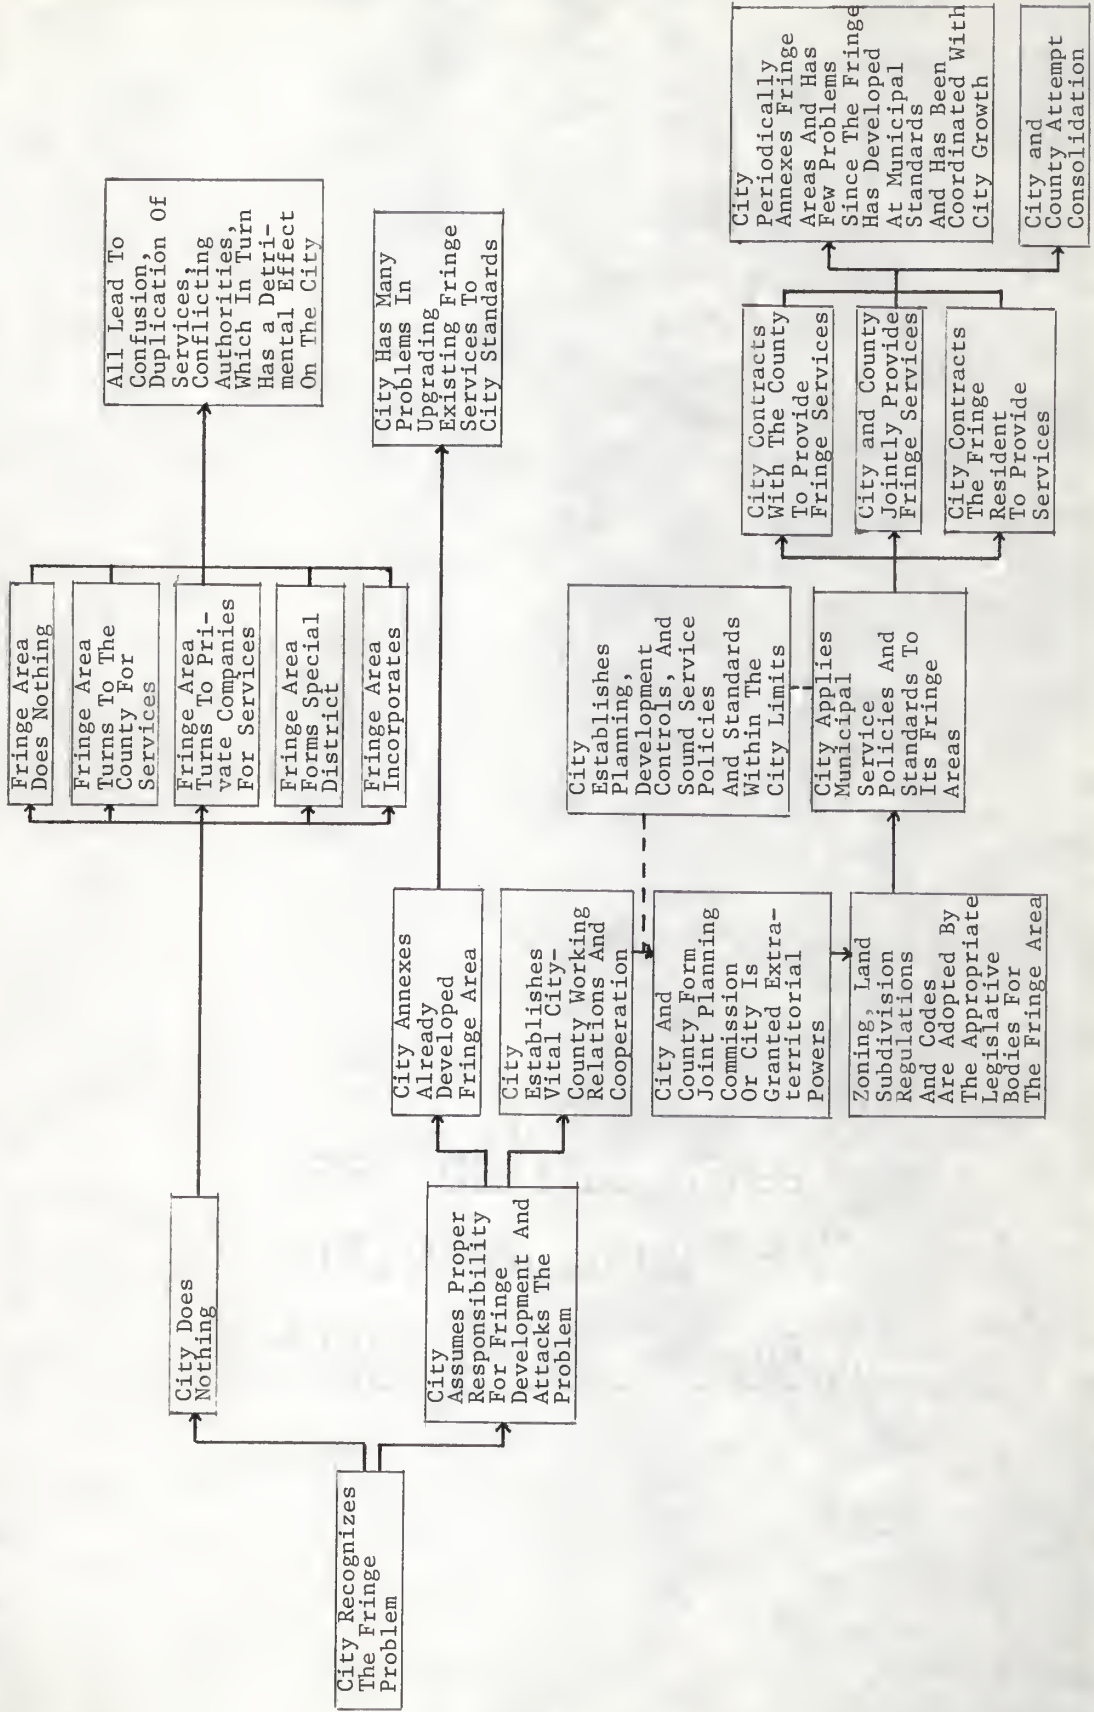 City Recognizes
The Fringe
Problem
City Does
Nothing
City
Assumes Proper
Responsibility
For Fringe
Development And
Attacks The
Problem
Fringe Area
Does Nothing
Fringe Area
Turns To The
County For
Services
Fringe Area
Turns To Pri-
vate Companies
For Services
Fringe Area
Forms Special
District
Fringe Area
Incorporates
All Lead To
Confusion,
Duplication Of
Services,
Conflicting
Authorities,
Which In Turn
Has a Detri-
mental Effect
On The City
City Annexes
Already
Developed
Fringe Area
City Has Many
Problems In
Upgrading
Existing Fringe
Services To
City Standards
City
Establishes
Vital City-
County Working
Relations And
Cooperation
City
Establishes
Planning,
Development
Controls, And
Sound Service
Policies
And Standards
Within The
City Limits
City And
County Form
Joint Planning
Commission
Or City Is
Granted Extra-
territorial
Powers
Zoning, Land
Subdivision
Regulations
And Codes
Are Adopted By
The Appropriate
Legislative
Bodies For
The Fringe Area
City Applies
Municipal
Service
Policies And
Standards To
Its Fringe
Areas
City Contracts
With The County
To Provide
Fringe Services
City and County
Jointly Provide
Fringe Services
City Contracts
The Fringe
Resident
To Provide
Services
City
Periodically
Annexes Fringe
Areas And Has
Few Problems
Since The Fringe
Has Developed
At Municipal
Standards
And Has Been
Coordinated With
City Growth
City and
County Attempt
Consolidation